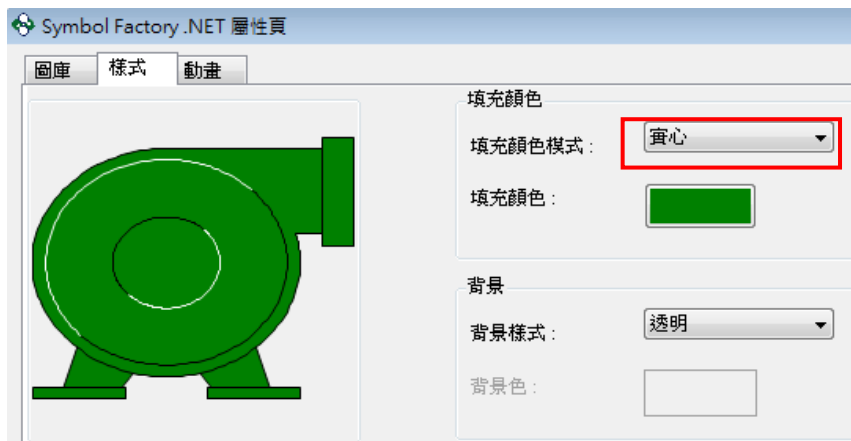 Symbol Factory .NET 屬性頁
圖庫 樣式 動畫
填充顏色
填充顏色模式 : 實心
填充顏色 :
背景
背景樣式 : 透明
背景色 :